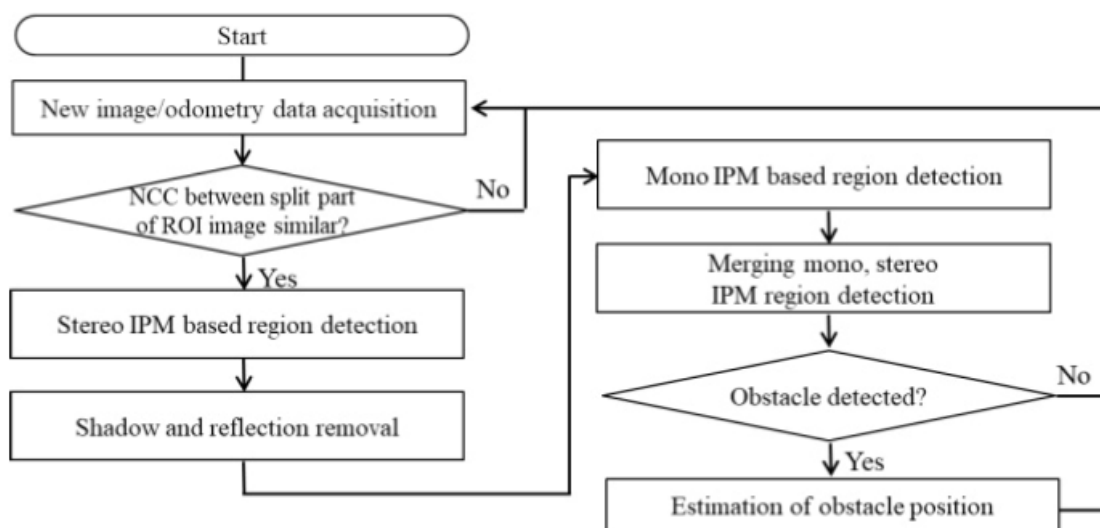 Start
New image/odometry data acquisition
NCC between split part
of ROI image similar?
No
Yes
Stereo IPM based region detection
Shadow and reflection removal
Mono IPM based region detection
Merging mono, stereo
IPM region detection
Obstacle detected?
No
Yes
Estimation of obstacle position